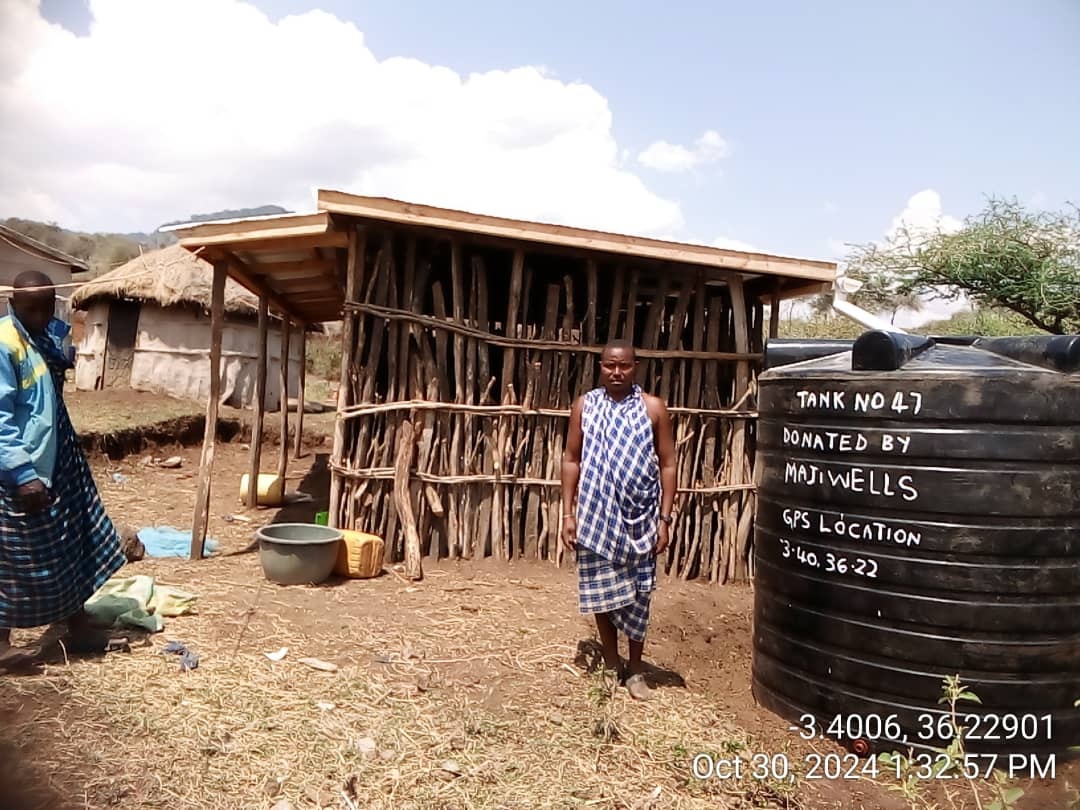 TANK NO 47
DONATED BY
MAJIWELLS
GPS LOCATION
3.40.36.22
-3.4006, 36.22901
Oct 30, 2024 1:32:57 PM